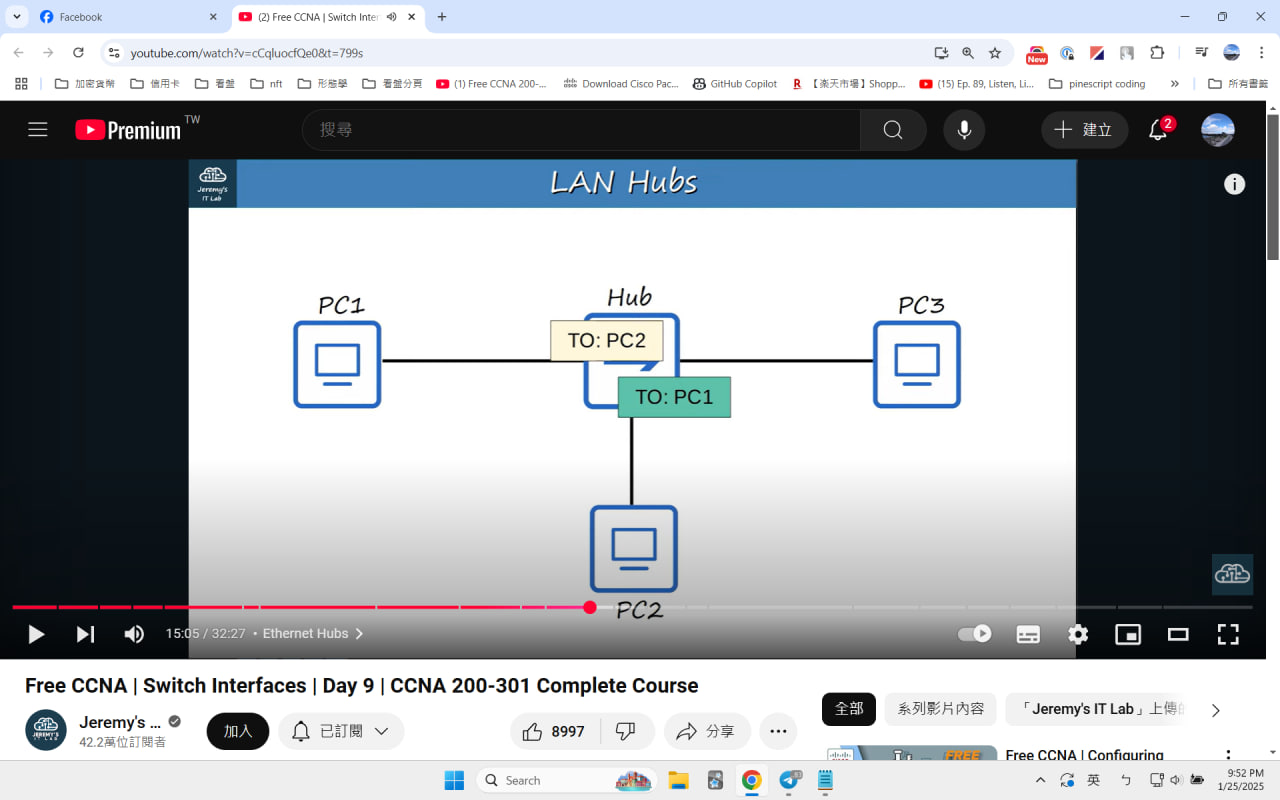 Facebook
(2) Free CCNA | Switch Inter
youtube.com/watch?v=cCqluocfQe0&t=799s
New
加密貨幣
信用卡
看盤
nft
形態學
看盤分頁
(1) Free CCNA 200-...
Download Cisco Pac...
GitHub Copilot
【楽天市場】Shopp...
(15) Ep. 89, Listen, Li...
pinescript coding
»
所有書籤
Premium TW
搜尋
建立
2
Jeremy's
IT Lab
LAN Hubs
PC1
Hub
PC3
TO: PC2
TO: PC1
PC2
15:05 / 32:27 • Ethernet Hubs
Free CCNA | Switch Interfaces | Day 9 | CCNA 200-301 Complete Course
JEREMY'S
IT LAB
Jeremy's ...
42.2萬位訂閱者
加入
已訂閱
8997
分享
全部
系列影片內容
「Jeremy's IT Lab」上傳的
FREE
Free CCNA | Configuring
Search
英
ㄅ
9:52 PM
1/25/2025